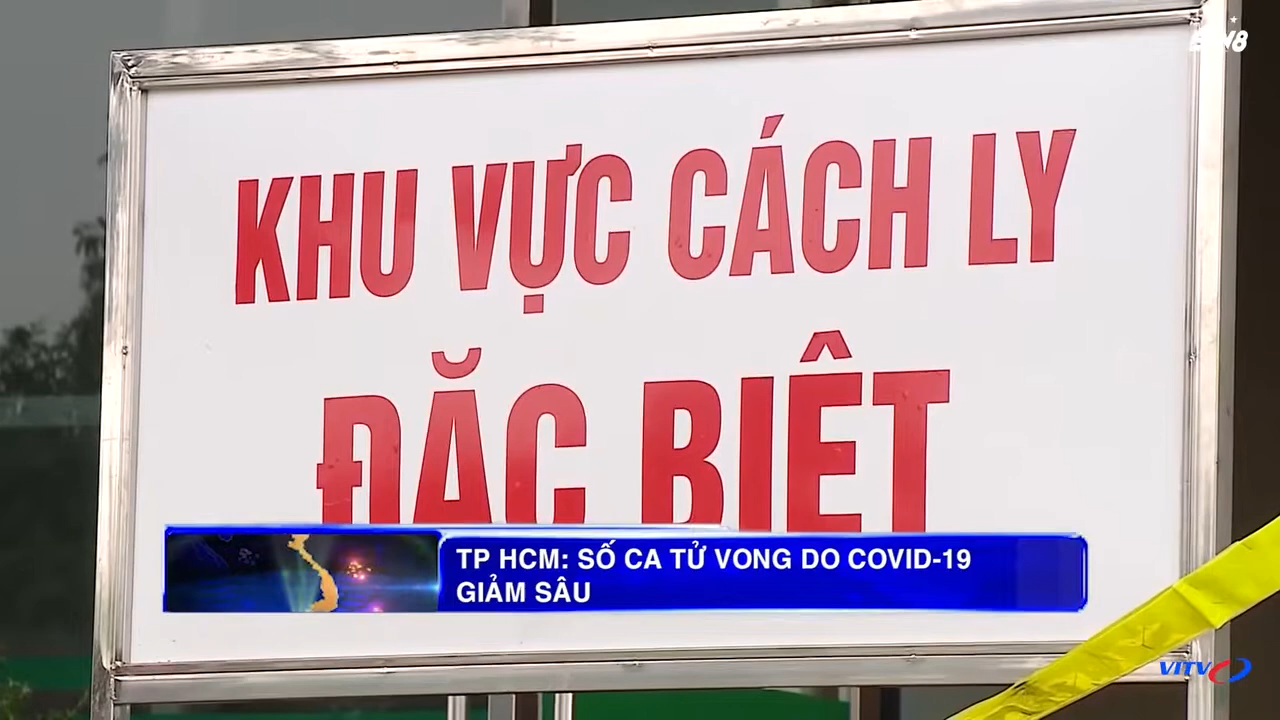 KHU VỰC CÁCH LY
ĐẶC BIỆT
TP HCM: SỐ CA TỬ VONG DO COVID-19
GIẢM SÂU
VITV